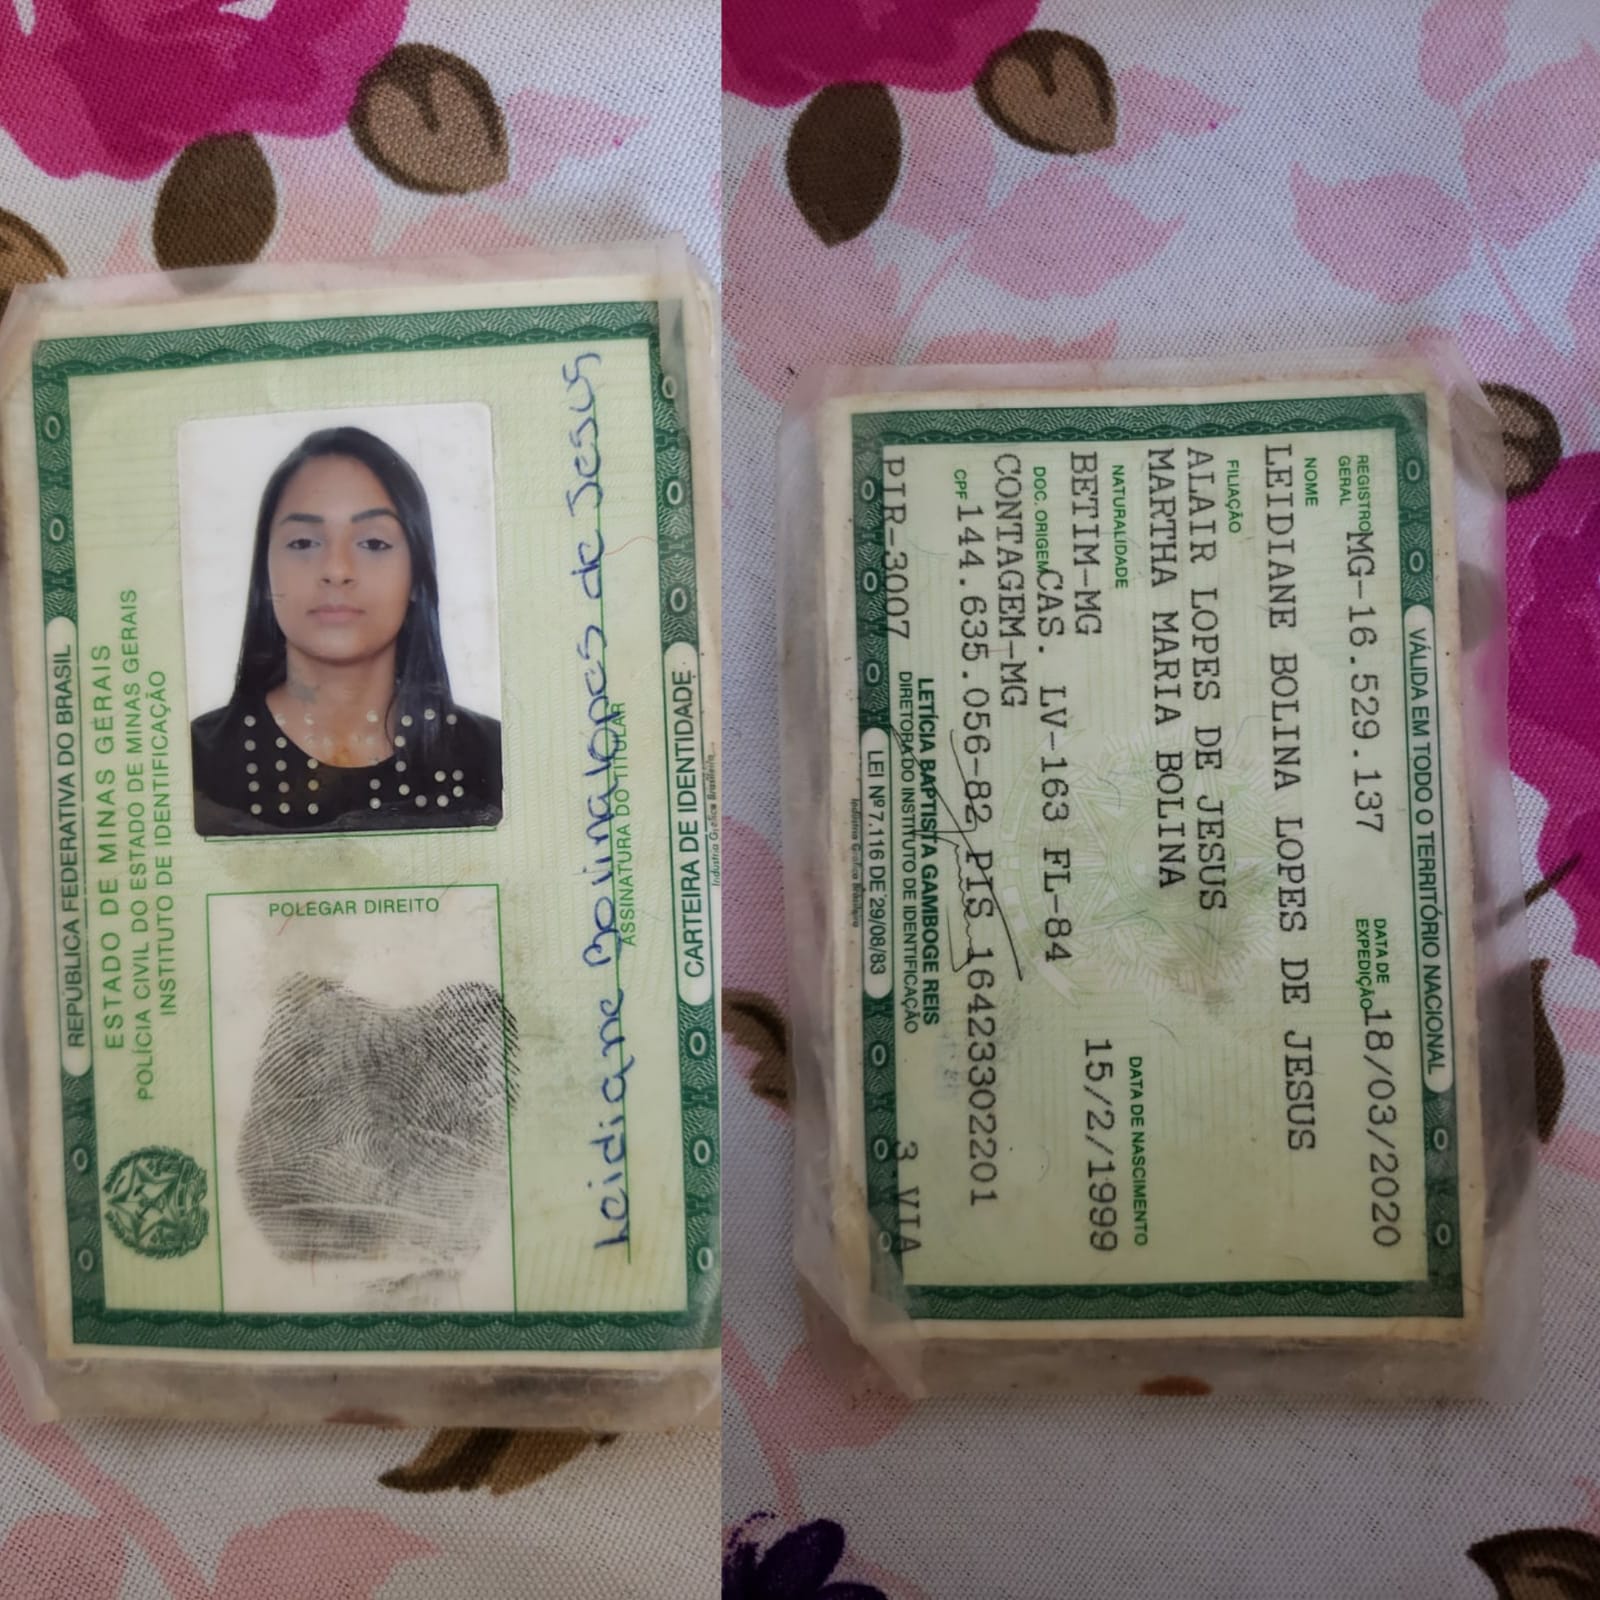 REPÚBLICA FEDERATIVA DO BRASIL
ESTADO DE MINAS GERAIS
POLÍCIA CIVIL DO ESTADO DE MINAS GERAIS
INSTITUTO DE IDENTIFICAÇÃO
POLEGAR DIREITO
Leidiane Bolina Lopes de Jesus
ASSINATURA DO TITULAR
CARTEIRA DE IDENTIDADE
Indústria Gráfica Brasileira
VÁLIDA EM TODO O TERRITÓRIO NACIONAL
REGISTRO GERAL MG-16.529.137 DATA DE EXPEDIÇÃO 18/03/2020
NOME
LEIDIANE BOLINA LOPES DE JESUS
FILIAÇÃO
ALAIR LOPES DE JESUS
MARTHA MARIA BOLINA
NATURALIDADE DATA DE NASCIMENTO
BETIM-MG 15/2/1999
DOC. ORIGEM CAS. LV-163 FL-84
CONTAGEM-MG
CPF 144.635.056-82 PIS 16423302201
LETÍCIA BAPTISTA GAMBOGE REIS
DIRETORA DO INSTITUTO DE IDENTIFICAÇÃO
PIR-3007 3 VIA
LEI Nº 7.116 DE 29/08/83
Indústria Gráfica Brasileira